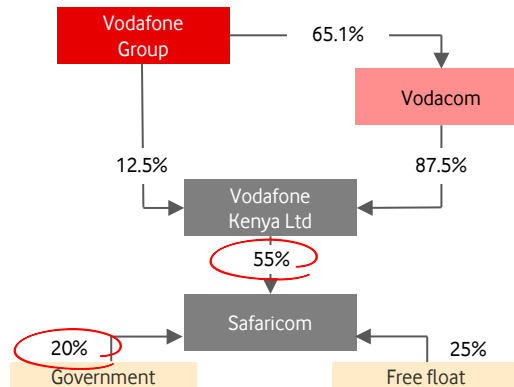 Vodafone
Group
65.1%
Vodacom
12.5%
87.5%
Vodafone
Kenya Ltd
55%
Safaricom
20%
25%
Government
Free float